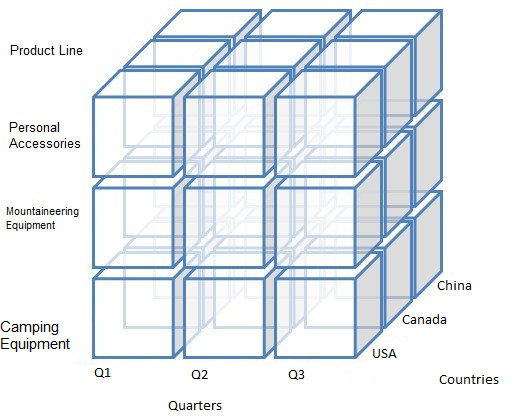 Product Line
Personal
Accessories
Mountaineering
Equipment
Camping
Equipment
China
Canada
USA
Q1
Q2
Q3
Countries
Quarters